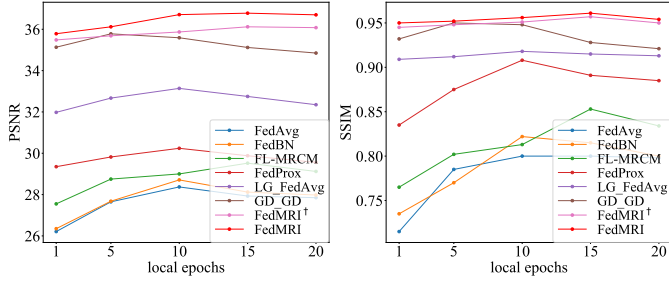 PSNR
36
34
32
30
28
26
1
5
10
15
20
local epochs
FedAvg
FedBN
FL-MRCM
FedProx
LG_FedAvg
GD_GD
FedMRI†
FedMRI
SSIM
0.95
0.90
0.85
0.80
0.75
1
5
10
15
20
local epochs
FedAvg
FedBN
FL-MRCM
FedProx
LG_FedAvg
GD_GD
FedMRI†
FedMRI